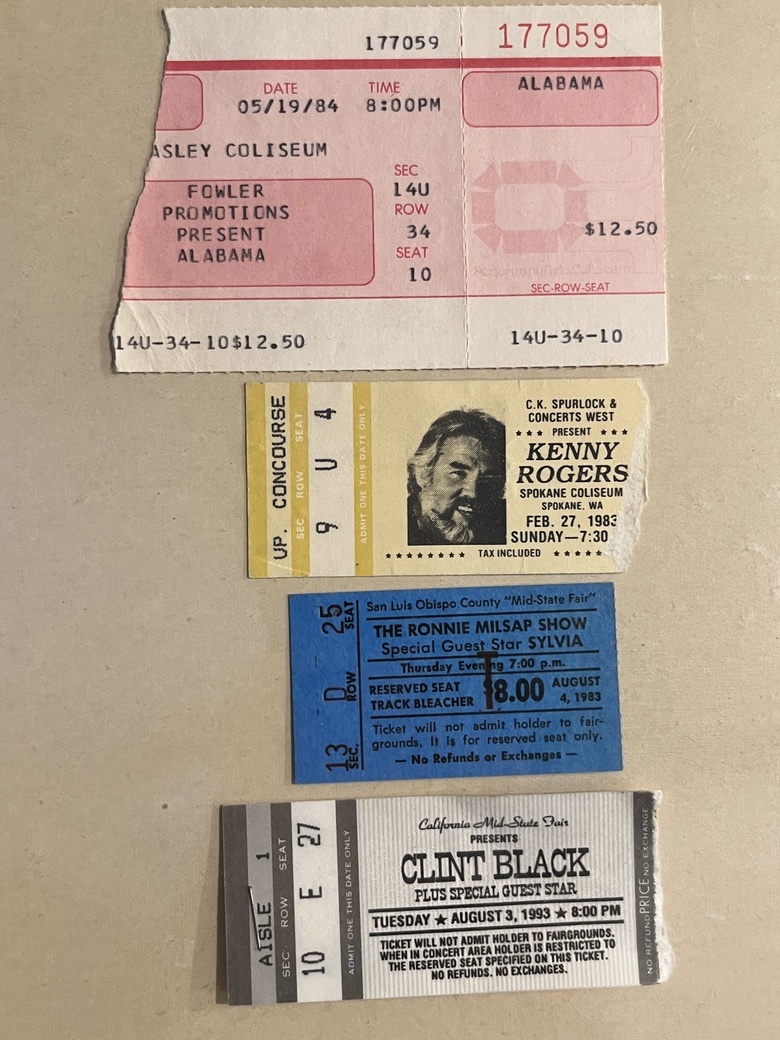 177059
177059
DATE TIME
05/19/84 8:00PM
ALABAMA
ASLEY COLISEUM
SEC
14U
FOWLER
PROMOTIONS
PRESENT
ALABAMA
ROW
34
SEAT
10
$12.50
SEC-ROW-SEAT
14U-34-10$12.50
14U-34-10
UP. CONCOURSE
SEC ROW SEAT
9 U 4
ADMIT ONE THIS DATE ONLY
C.K. SPURLOCK &
CONCERTS WEST
★ ★ ★ PRESENT ★ ★ ★
KENNY
ROGERS
SPOKANE COLISEUM
SPOKANE, WA
FEB. 27, 1983
SUNDAY—7:30
★ ★ ★ ★ ★ ★ ★ ★ TAX INCLUDED ★ ★ ★ ★ ★
13 D 25
SEC. ROW SEAT
San Luis Obispo County "Mid-State Fair"
THE RONNIE MILSAP SHOW
Special Guest Star SYLVIA
Thursday Evening 7:00 p.m.
RESERVED SEAT
TRACK BLEACHER
$8.00
AUGUST
4, 1983
Ticket will not admit holder to fair-
grounds. It is for reserved seat only.
— No Refunds or Exchanges —
AISLE 1
SEC ROW SEAT
10 E 27
ADMIT ONE THIS DATE ONLY
California Mid-State Fair
PRESENTS
CLINT BLACK
PLUS SPECIAL GUEST STAR
TUESDAY ★ AUGUST 3, 1993 ★ 8:00 PM
TICKET WILL NOT ADMIT HOLDER TO FAIRGROUNDS.
WHEN IN CONCERT AREA HOLDER IS RESTRICTED TO
THE RESERVED SEAT SPECIFIED ON THIS TICKET.
NO REFUNDS. NO EXCHANGES.
NO REFUND PRICE NO EXCHANGE